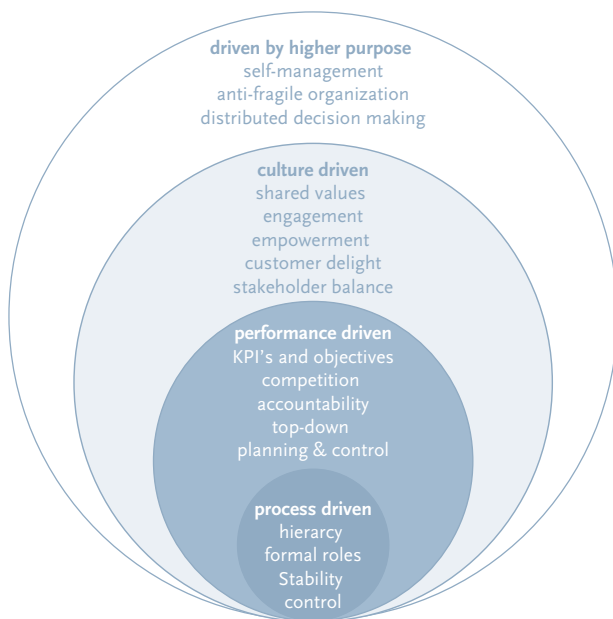 driven by higher purpose
self-management
anti-fragile organization
distributed decision making
culture driven
shared values
engagement
empowerment
customer delight
stakeholder balance
performance driven
KPI's and objectives
competition
accountability
top-down
planning & control
process driven
hierarcy
formal roles
Stability
control